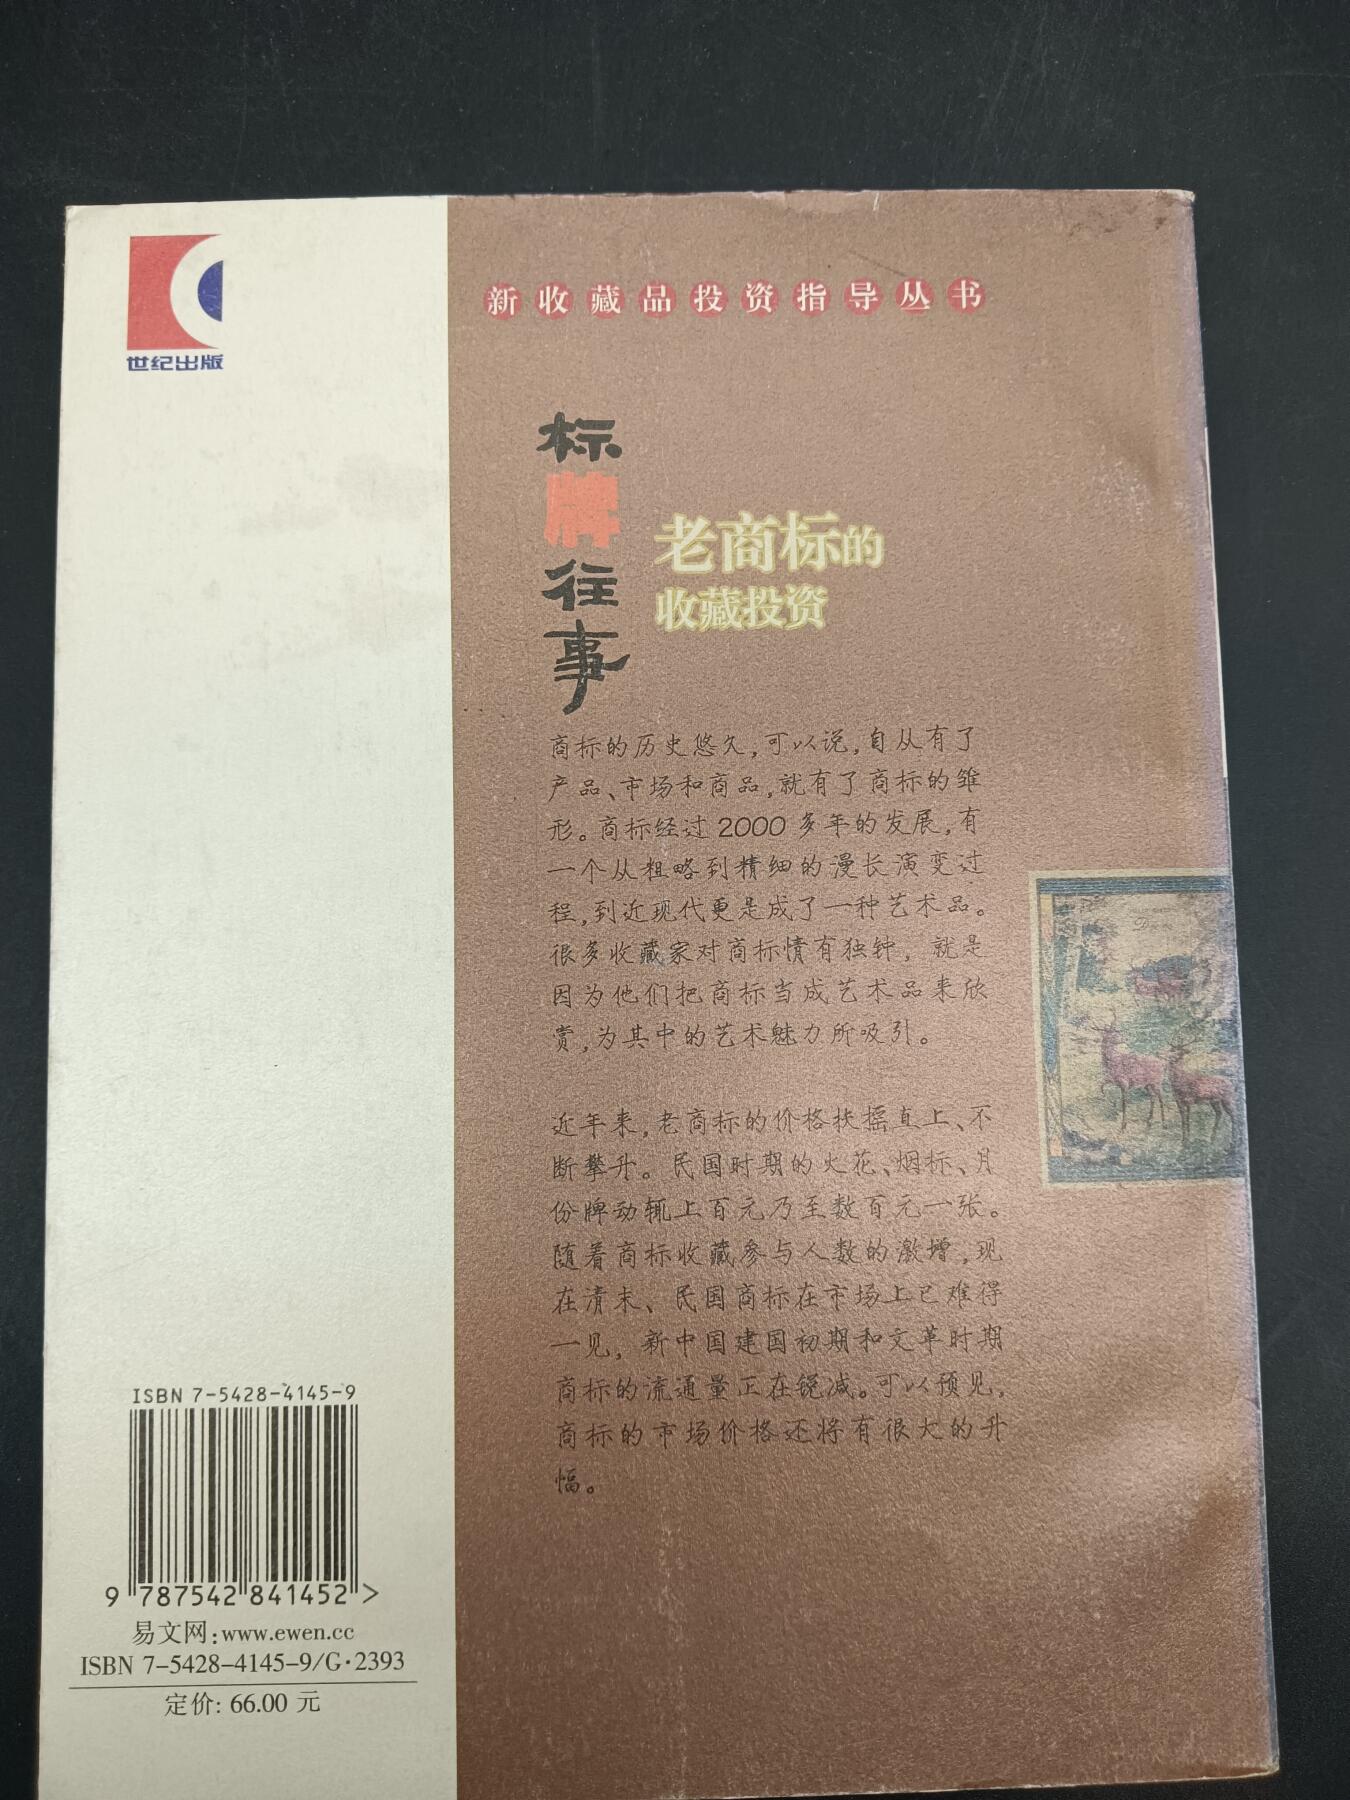 世纪出版
新收藏品投资指导丛书
标牌往事
老商标的
收藏投资
商标的历史悠久,可以说,自从有了
产品、市场和商品,就有了商标的雏
形。商标经过2000多年的发展,有
一个从粗略到精细的漫长演变过
程,到近现代更是成了一种艺术品。
很多收藏家对商标情有独钟,就是
因为他们把商标当成艺术品来欣
赏,为其中的艺术魅力所吸引。
近年来,老商标的价格扶摇直上、不
断攀升。民国时期的火花、烟标、月
份牌动辄上百元乃至数百元一张。
随着商标收藏参与人数的激增,现
在清末、民国商标在市场上已难得
一见,新中国建国初期和文革时期
商标的流通量正在锐减。可以预见,
商标的市场价格还将有很大的升
幅。
ISBN 7-5428-4145-9
9 787542 841452 >
易文网:www.ewen.cc
ISBN 7-5428-4145-9/G·2393
定价: 66.00 元